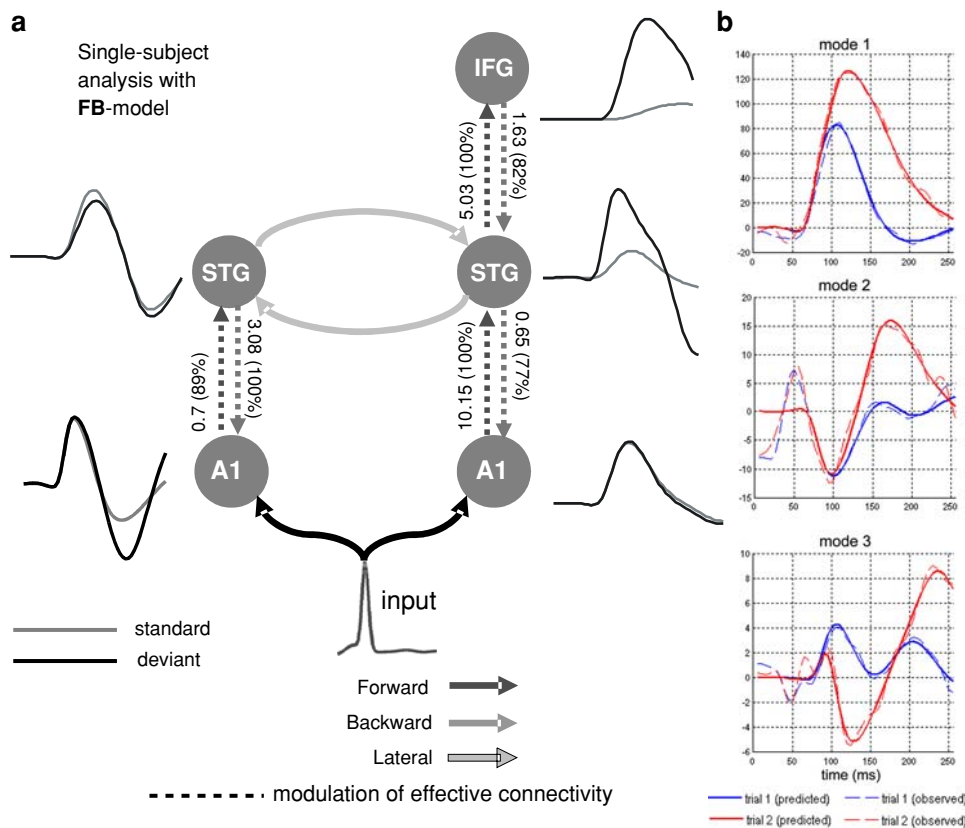 a
Single-subject
analysis with
FB-model
IFG
5.03 (100%)
1.63 (82%)
STG
STG
0.7 (89%)
3.08 (100%)
10.15 (100%)
0.65 (77%)
A1
A1
input
standard
deviant
Forward
Backward
Lateral
modulation of effective connectivity
b
mode 1
140
120
100
80
60
40
20
0
-20
0 50 100 150 200 250
mode 2
20
15
10
5
0
-5
-10
-15
0 50 100 150 200 250
mode 3
10
8
6
4
2
0
-2
-4
-6
0 50 100 150 200 250
time (ms)
trial 1 (predicted) trial 1 (observed)
trial 2 (predicted) trial 2 (observed)